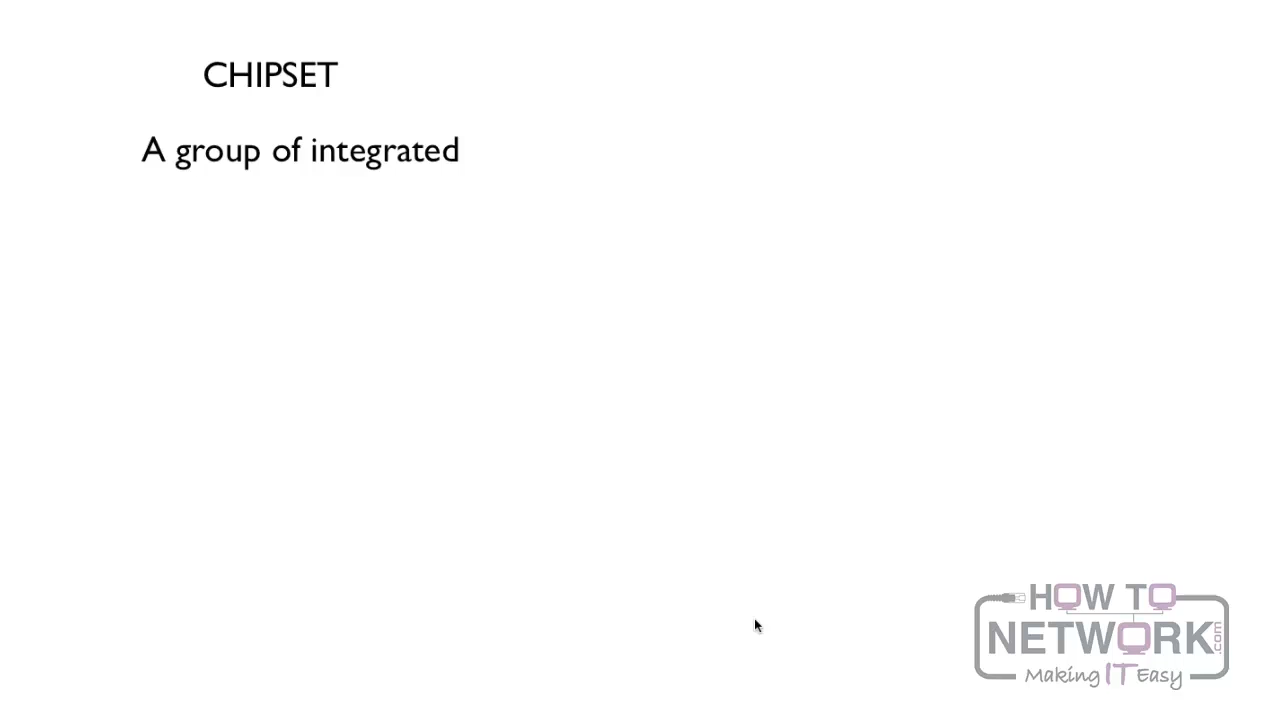 CHIPSET
A group of integrated
HOW TO
NETWORK.com
Making IT Easy